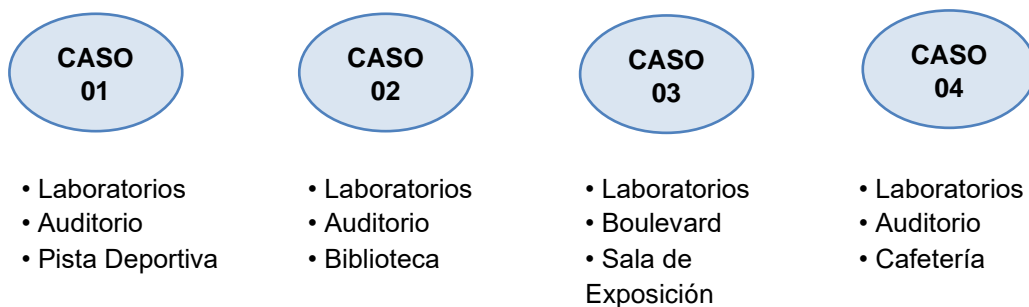 CASO
01
• Laboratorios
• Auditorio
• Pista Deportiva
CASO
02
• Laboratorios
• Auditorio
• Biblioteca
CASO
03
• Laboratorios
• Boulevard
• Sala de
Exposición
CASO
04
• Laboratorios
• Auditorio
• Cafetería